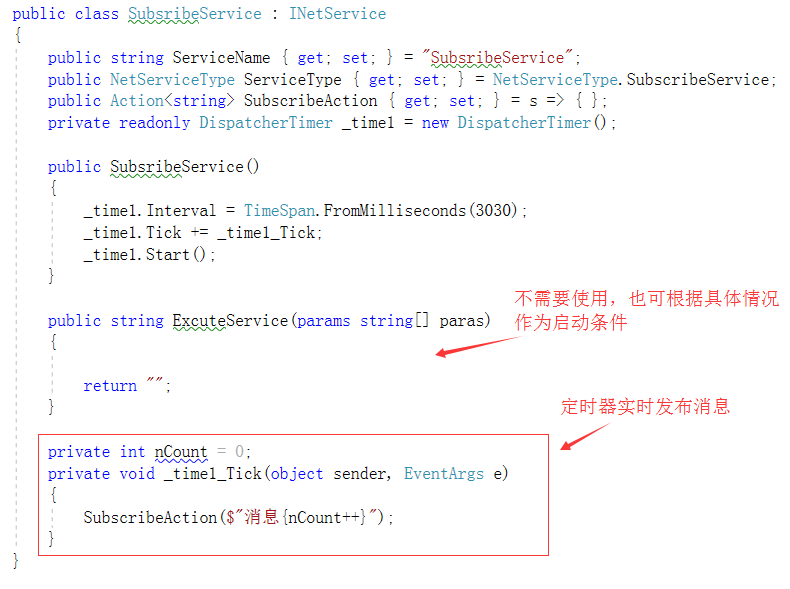 public class SubsribeService : INetService
{
public string ServiceName { get; set; } = "SubsribeService";
public NetServiceType ServiceType { get; set; } = NetServiceType.SubscribeService;
public Action<string> SubscribeAction { get; set; } = s => { };
private readonly DispatcherTimer _time1 = new DispatcherTimer();
public SubsribeService()
{
_time1.Interval = TimeSpan.FromMilliseconds(3030);
_time1.Tick += _time1_Tick;
_time1.Start();
}
不需要使用，也可根据具体情况
作为启动条件
public string ExcuteService(params string[] paras)
{
return "";
}
定时器实时发布消息
private int nCount = 0;
private void _time1_Tick(object sender, EventArgs e)
{
SubscribeAction($"消息{nCount++}");
}
}